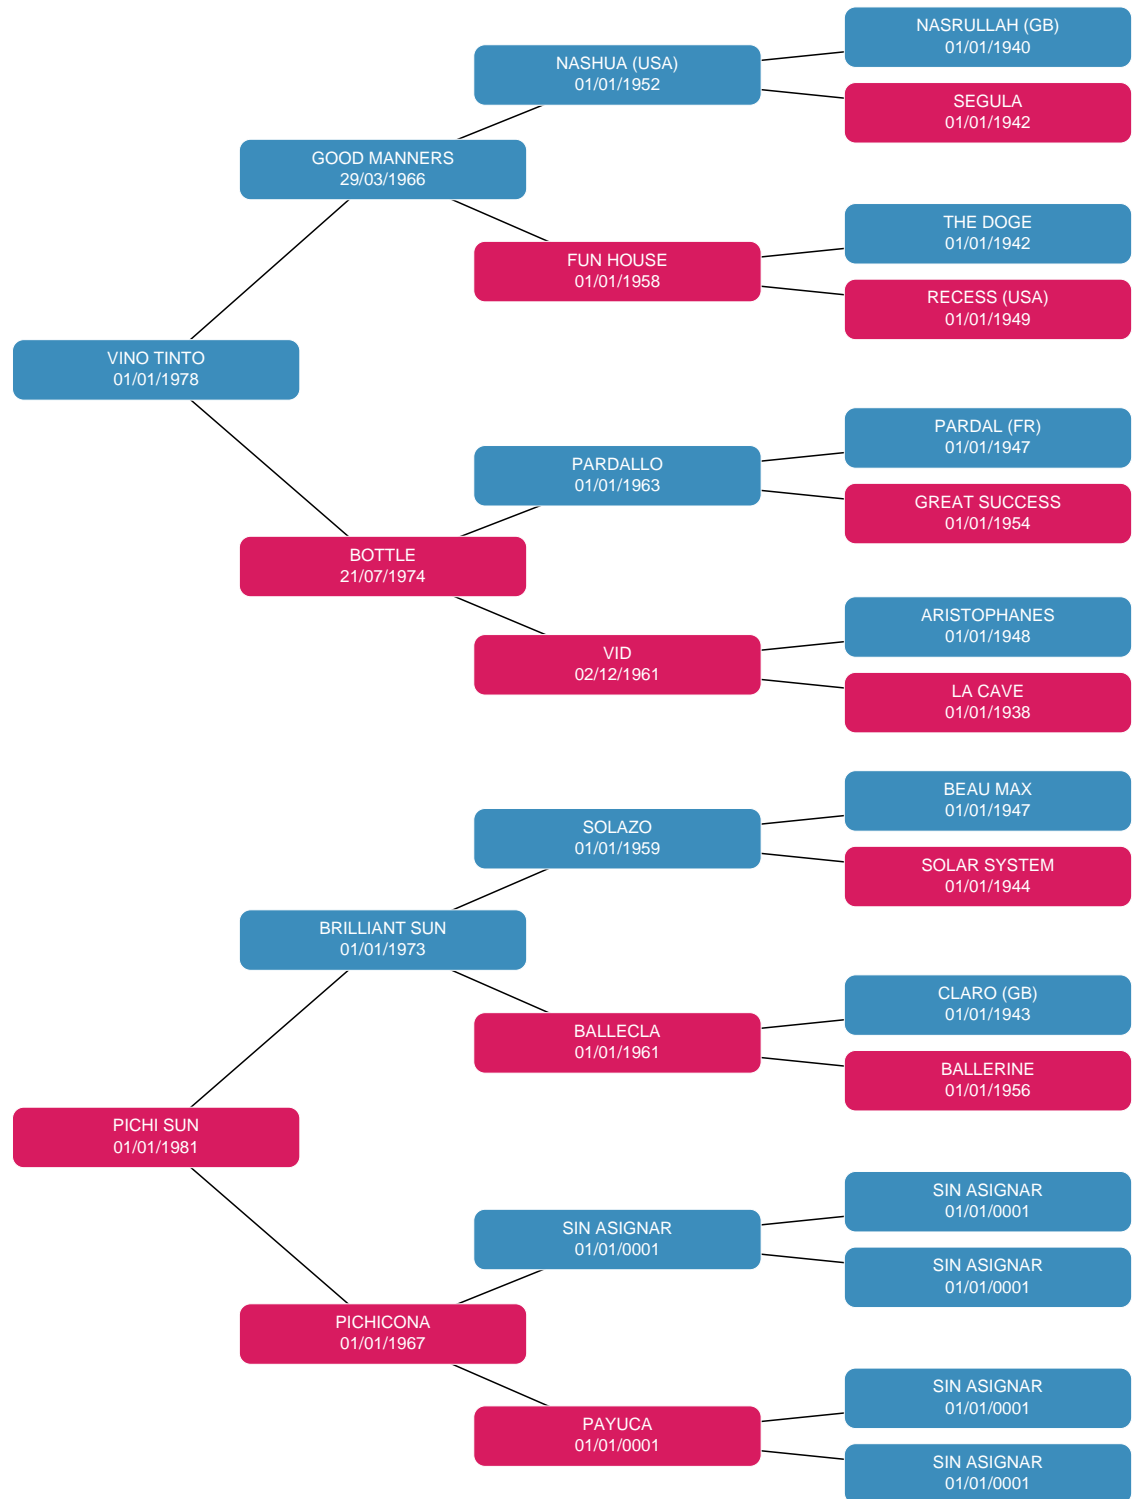 NASRULLAH (GB)
01/01/1940
NASHUA (USA)
01/01/1952
SEGULA
01/01/1942
GOOD MANNERS
29/03/1966
THE DOGE
01/01/1942
FUN HOUSE
01/01/1958
RECESS (USA)
01/01/1949
VINO TINTO
01/01/1978
PARDAL (FR)
01/01/1947
PARDALLO
01/01/1963
GREAT SUCCESS
01/01/1954
BOTTLE
21/07/1974
ARISTOPHANES
01/01/1948
VID
02/12/1961
LA CAVE
01/01/1938
BEAU MAX
01/01/1947
SOLAZO
01/01/1959
SOLAR SYSTEM
01/01/1944
BRILLIANT SUN
01/01/1973
CLARO (GB)
01/01/1943
BALLECLA
01/01/1961
BALLERINE
01/01/1956
PICHI SUN
01/01/1981
SIN ASIGNAR
01/01/0001
SIN ASIGNAR
01/01/0001
SIN ASIGNAR
01/01/0001
PICHICONA
01/01/1967
SIN ASIGNAR
01/01/0001
PAYUCA
01/01/0001
SIN ASIGNAR
01/01/0001